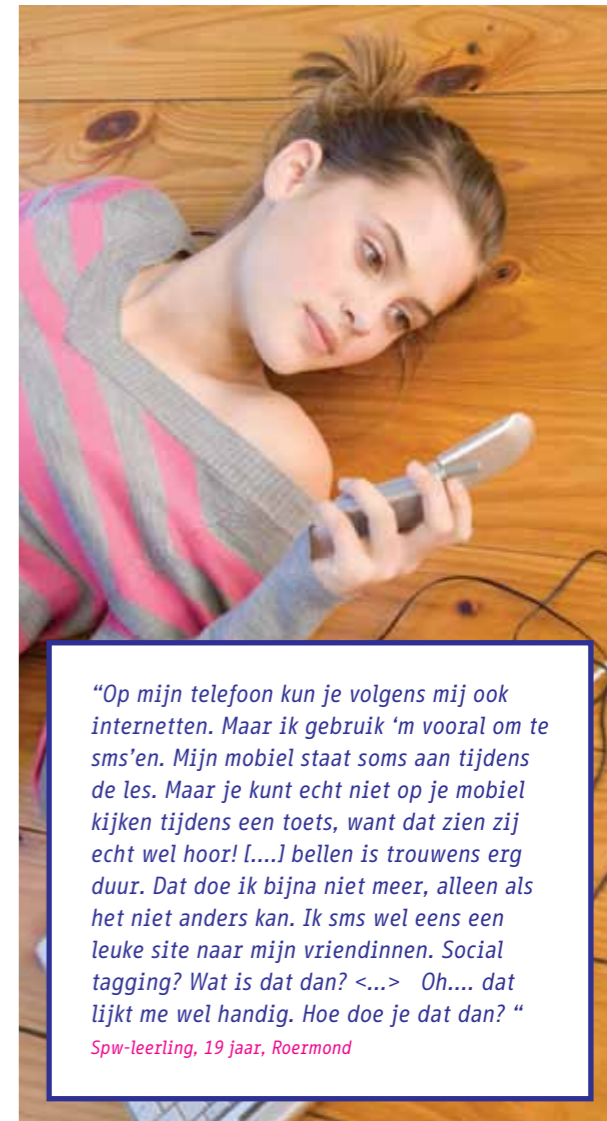 “Op mijn telefoon kun je volgens mij ook
internetten. Maar ik gebruik ‘m vooral om te
sms’en. Mijn mobiel staat soms aan tijdens
de les. Maar je kunt echt niet op je mobiel
kijken tijdens een toets, want dat zien zij
echt wel hoor! [....] bellen is trouwens erg
duur. Dat doe ik bijna niet meer, alleen als
het niet anders kan. Ik sms wel eens een
leuke site naar mijn vriendinnen. Social
tagging? Wat is dat dan? <...>   Oh.... dat
lijkt me wel handig. Hoe doe je dat dan? “
Spw-leerling, 19 jaar, Roermond